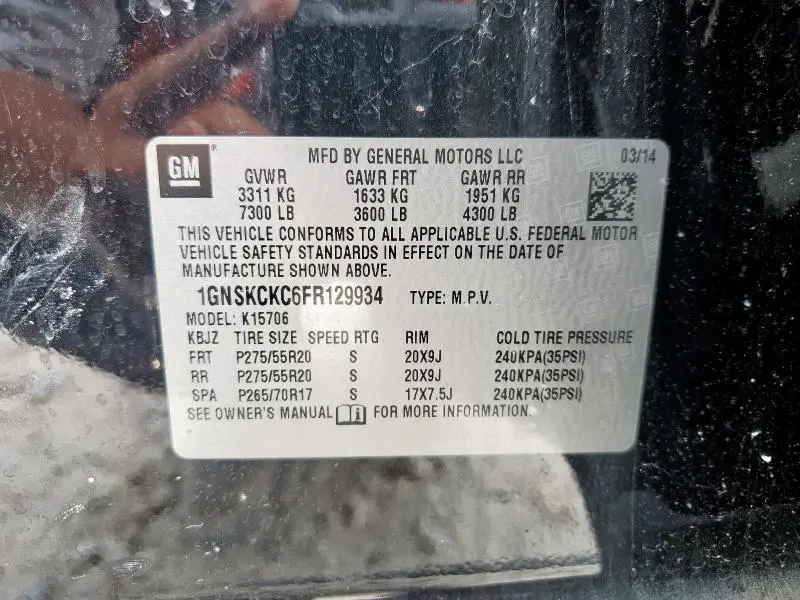 GM
MFD BY GENERAL MOTORS LLC 03/14
GVWR GAWR FRT GAWR RR
3311 KG 1633 KG 1951 KG
7300 LB 3600 LB 4300 LB
THIS VEHICLE CONFORMS TO ALL APPLICABLE U.S. FEDERAL MOTOR
VEHICLE SAFETY STANDARDS IN EFFECT ON THE DATE OF
MANUFACTURE SHOWN ABOVE.
1GNSKCKC6FR129934 TYPE: M.P.V.
MODEL: K15706
KBJZ TIRE SIZE SPEED RTG RIM COLD TIRE PRESSURE
FRT P275/55R20 S 20X9J 240KPA(35PSI)
RR P275/55R20 S 20X9J 240KPA(35PSI)
SPA P265/70R17 S 17X7.5J 240KPA(35PSI)
SEE OWNER'S MANUAL i FOR MORE INFORMATION.